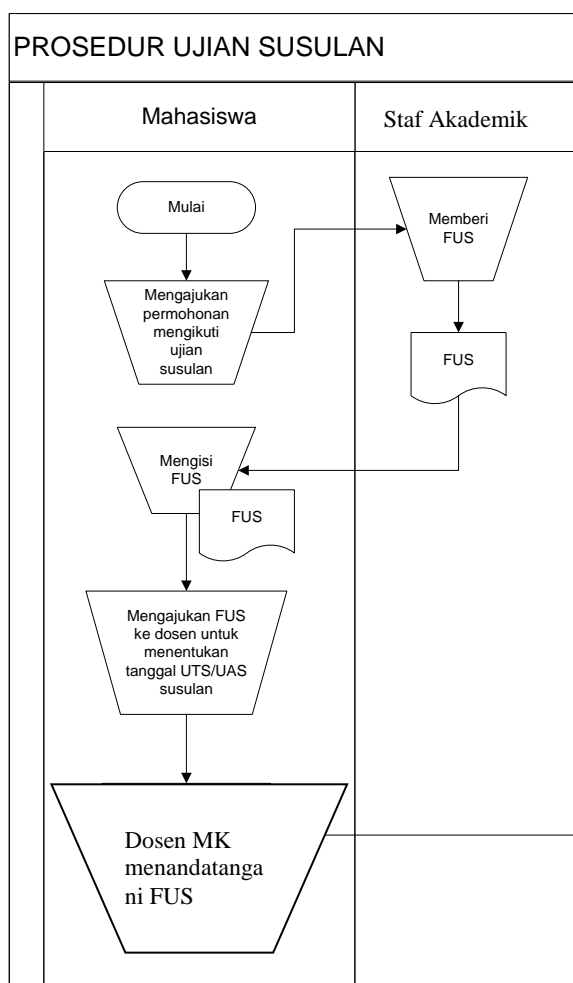 PROSEDUR UJIAN SUSULAN
Mahasiswa
Staf Akademik
Mulai
Memberi
FUS
Mengajukan
permohonan
mengikuti
ujian
susulan
FUS
Mengisi
FUS
FUS
Mengajukan FUS
ke dosen untuk
menentukan
tanggal UTS/UAS
susulan
Dosen MK
menandatanga
ni FUS